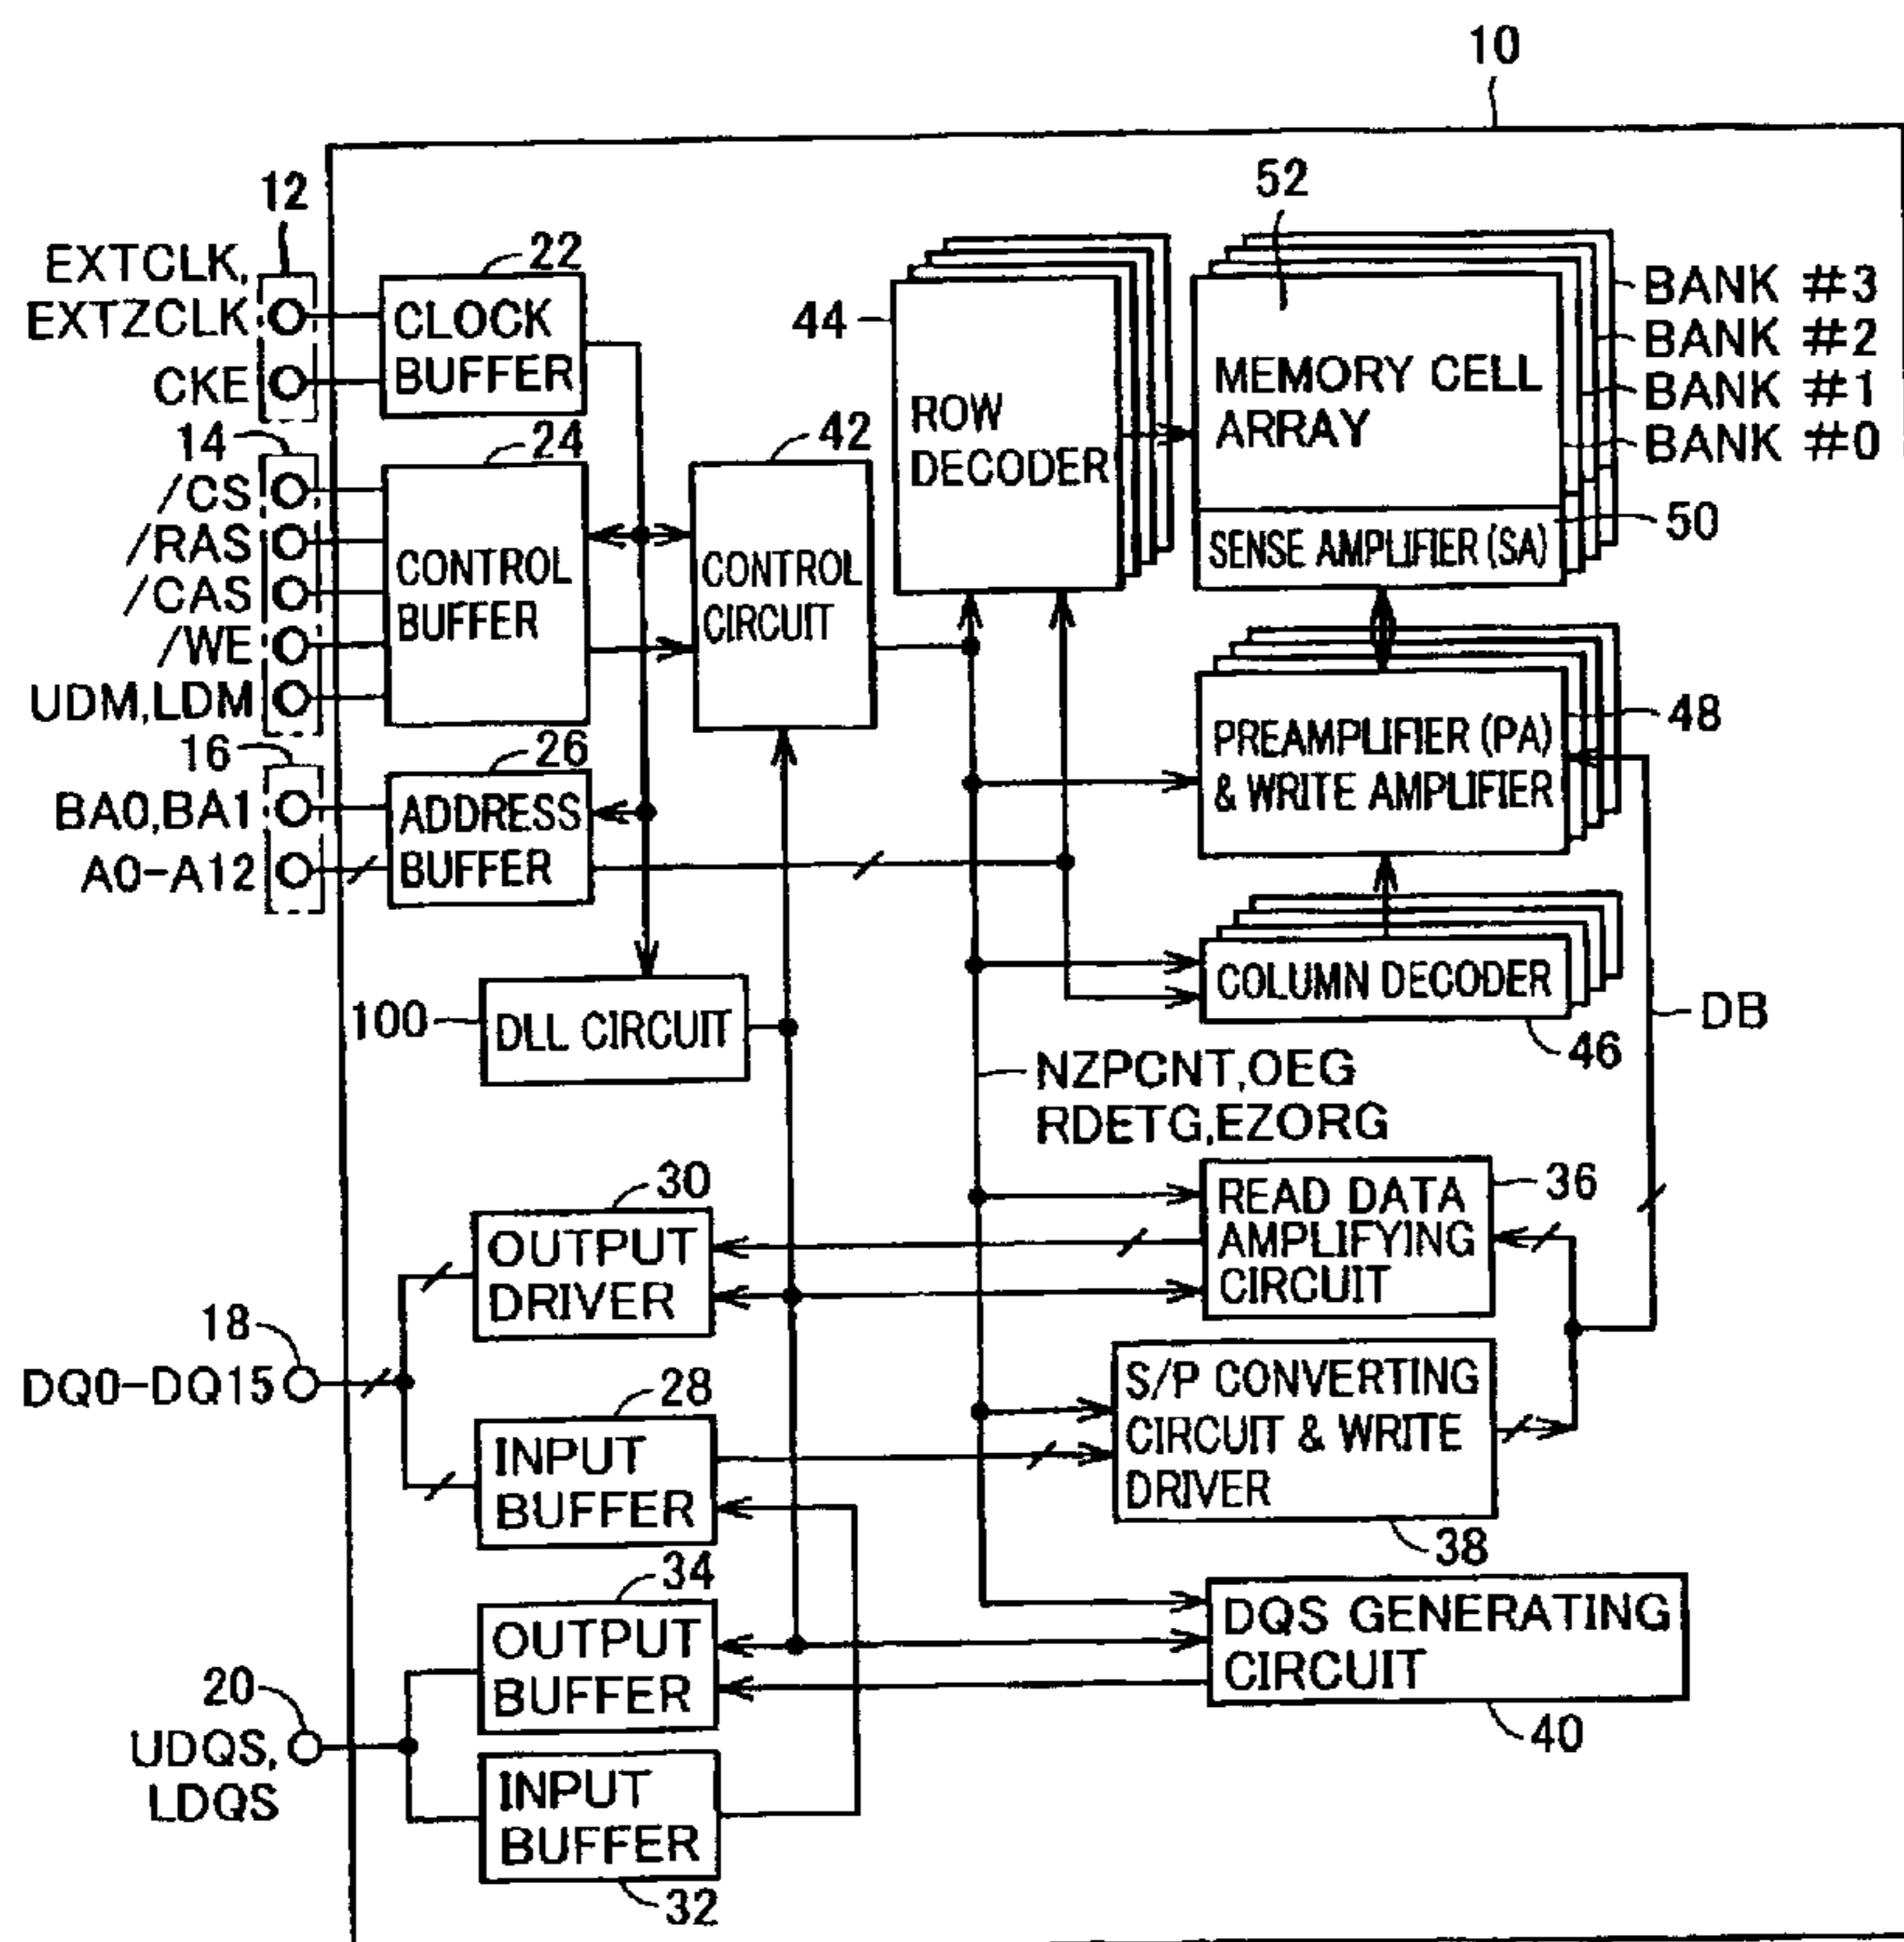 10
12
EXTCLK,
EXTZCLK
CKE
22
CLOCK
BUFFER
14
/CS
/RAS
/CAS
/WE
UDM,LDM
24
CONTROL
BUFFER
42
CONTROL
CIRCUIT
16
BA0,BA1
A0-A12
26
ADDRESS
BUFFER
44
ROW
DECODER
52
MEMORY CELL
ARRAY
BANK #3
BANK #2
BANK #1
BANK #0
SENSE AMPLIFIER (SA)
50
PREAMPLIFIER (PA)
& WRITE AMPLIFIER
48
COLUMN DECODER
46
DB
100
DLL CIRCUIT
NZPCNT,OEG
RDETG,EZORG
30
OUTPUT
DRIVER
READ DATA
AMPLIFYING
CIRCUIT
36
18
DQ0-DQ15
28
INPUT
BUFFER
S/P CONVERTING
CIRCUIT & WRITE
DRIVER
38
34
OUTPUT
BUFFER
DQS GENERATING
CIRCUIT
40
20
UDQS,
LDQS
INPUT
BUFFER
32